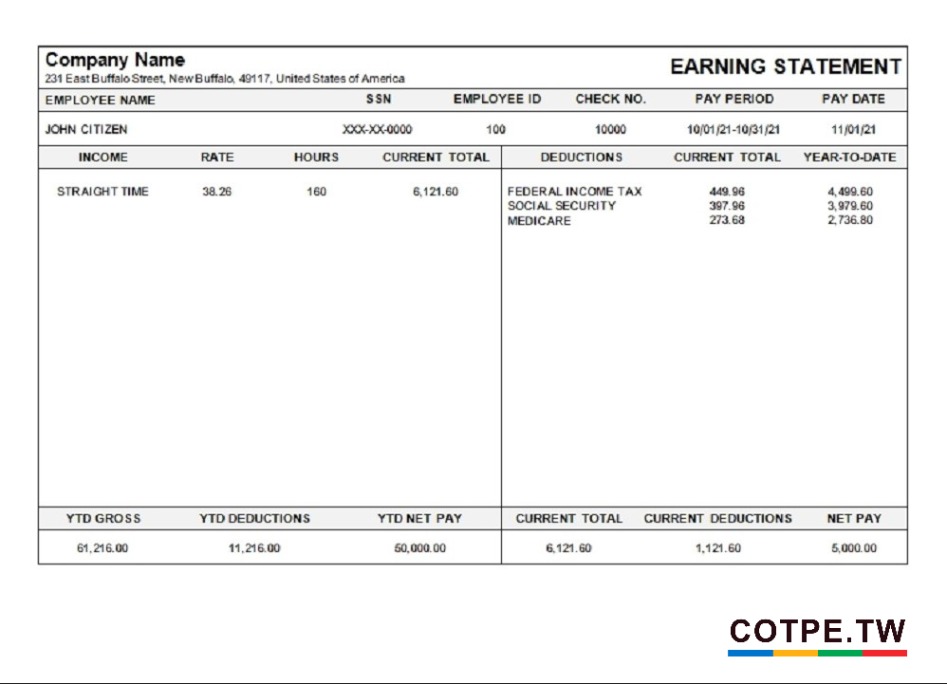 Company Name
231 East Buffalo Street, New Buffalo, 49117, United States of America
EARNING STATEMENT
EMPLOYEE NAME SSN EMPLOYEE ID CHECK NO. PAY PERIOD PAY DATE
JOHN CITIZEN XXX-XX-0000 100 10000 10/01/21-10/31/21 11/01/21
INCOME RATE HOURS CURRENT TOTAL DEDUCTIONS CURRENT TOTAL YEAR-TO-DATE
STRAIGHT TIME 38.26 160 6,121.60 FEDERAL INCOME TAX 449.96 4,499.60
SOCIAL SECURITY 397.96 3,979.60
MEDICARE 273.68 2,736.80
YTD GROSS YTD DEDUCTIONS YTD NET PAY CURRENT TOTAL CURRENT DEDUCTIONS NET PAY
61,216.00 11,216.00 50,000.00 6,121.60 1,121.60 5,000.00
COTPE.TW